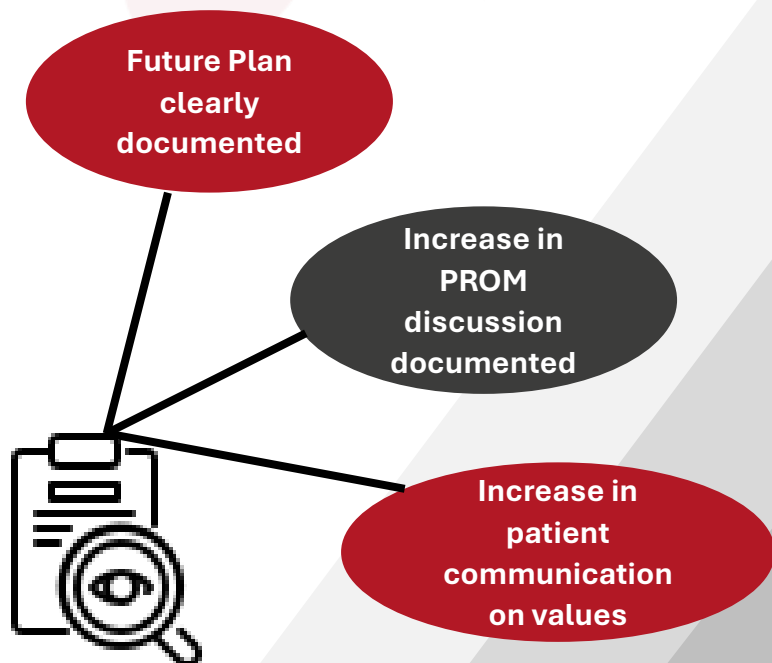 Future Plan
clearly
documented
Increase in
PROM
discussion
documented
Increase in
patient
communication
on values